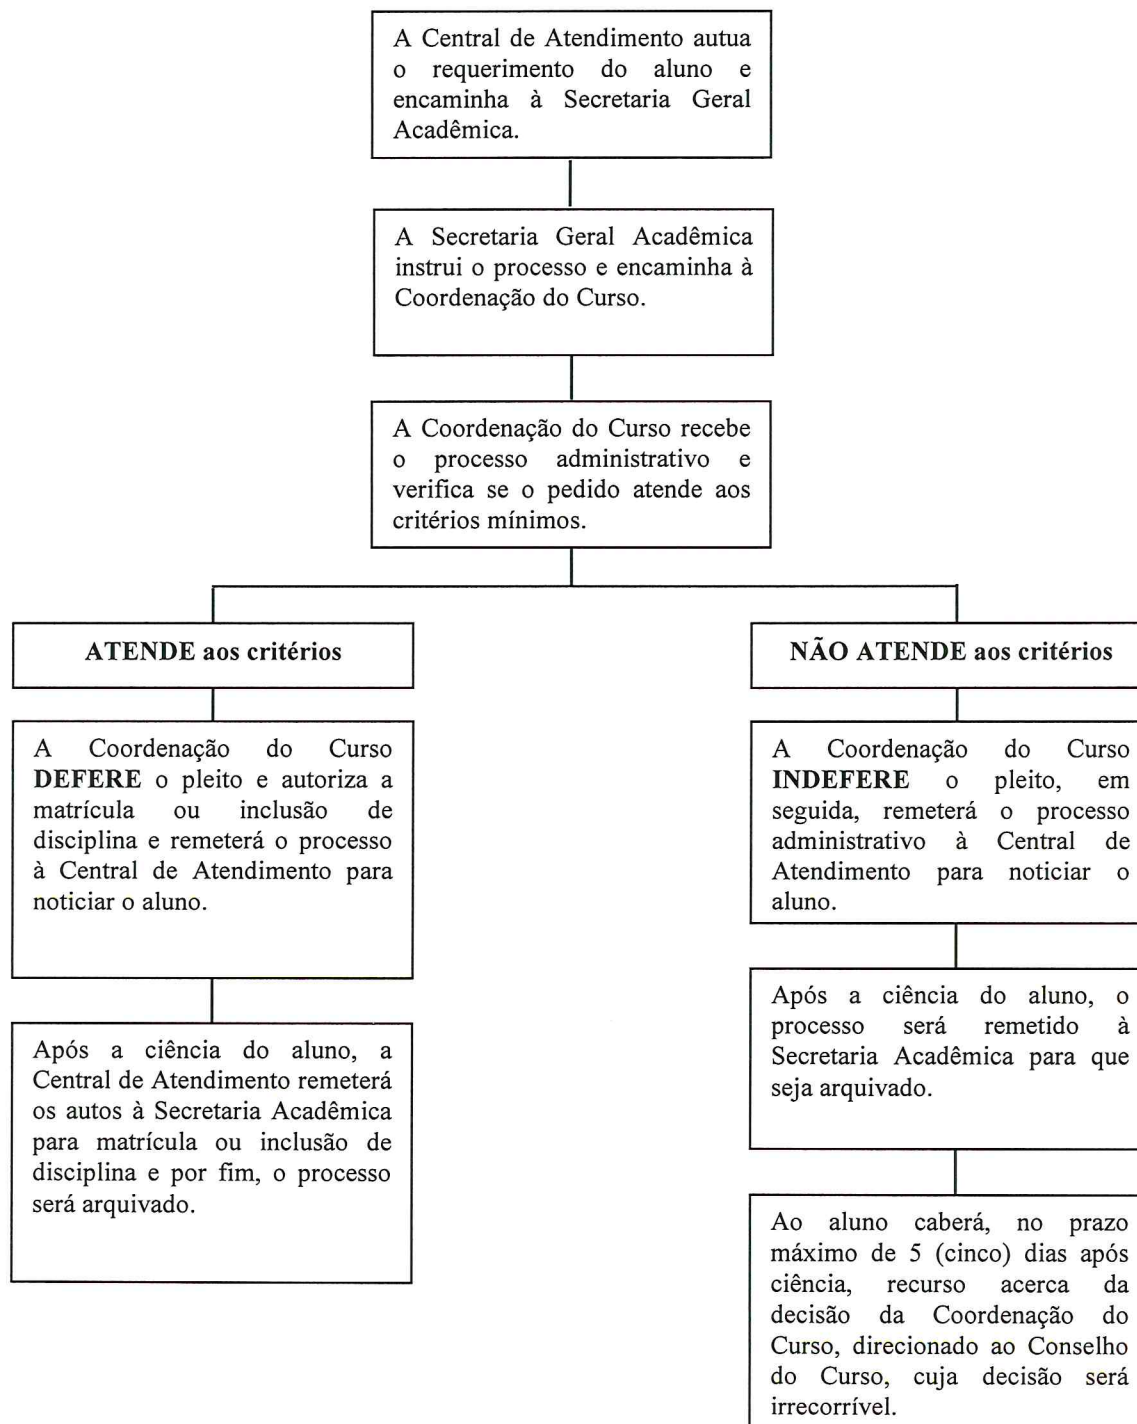 A Central de Atendimento autua
o requerimento do aluno e
encaminha à Secretaria Geral
Acadêmica.
A Secretaria Geral Acadêmica
instrui o processo e encaminha à
Coordenação do Curso.
A Coordenação do Curso recebe
o processo administrativo e
verifica se o pedido atende aos
critérios mínimos.
ATENDE aos critérios
A Coordenação do Curso
DEFERE o pleito e autoriza a
matrícula ou inclusão de
disciplina e remeterá o processo
à Central de Atendimento para
noticiar o aluno.
Após a ciência do aluno, a
Central de Atendimento remeterá
os autos à Secretaria Acadêmica
para matrícula ou inclusão de
disciplina e por fim, o processo
será arquivado.
NÃO ATENDE aos critérios
A Coordenação do Curso
INDEFERE o pleito, em
seguida, remeterá o processo
administrativo à Central de
Atendimento para noticiar o
aluno.
Após a ciência do aluno, o
processo será remetido à
Secretaria Acadêmica para que
seja arquivado.
Ao aluno caberá, no prazo
máximo de 5 (cinco) dias após
ciência, recurso acerca da
decisão da Coordenação do
Curso, direcionado ao Conselho
do Curso, cuja decisão será
irrecorrível.